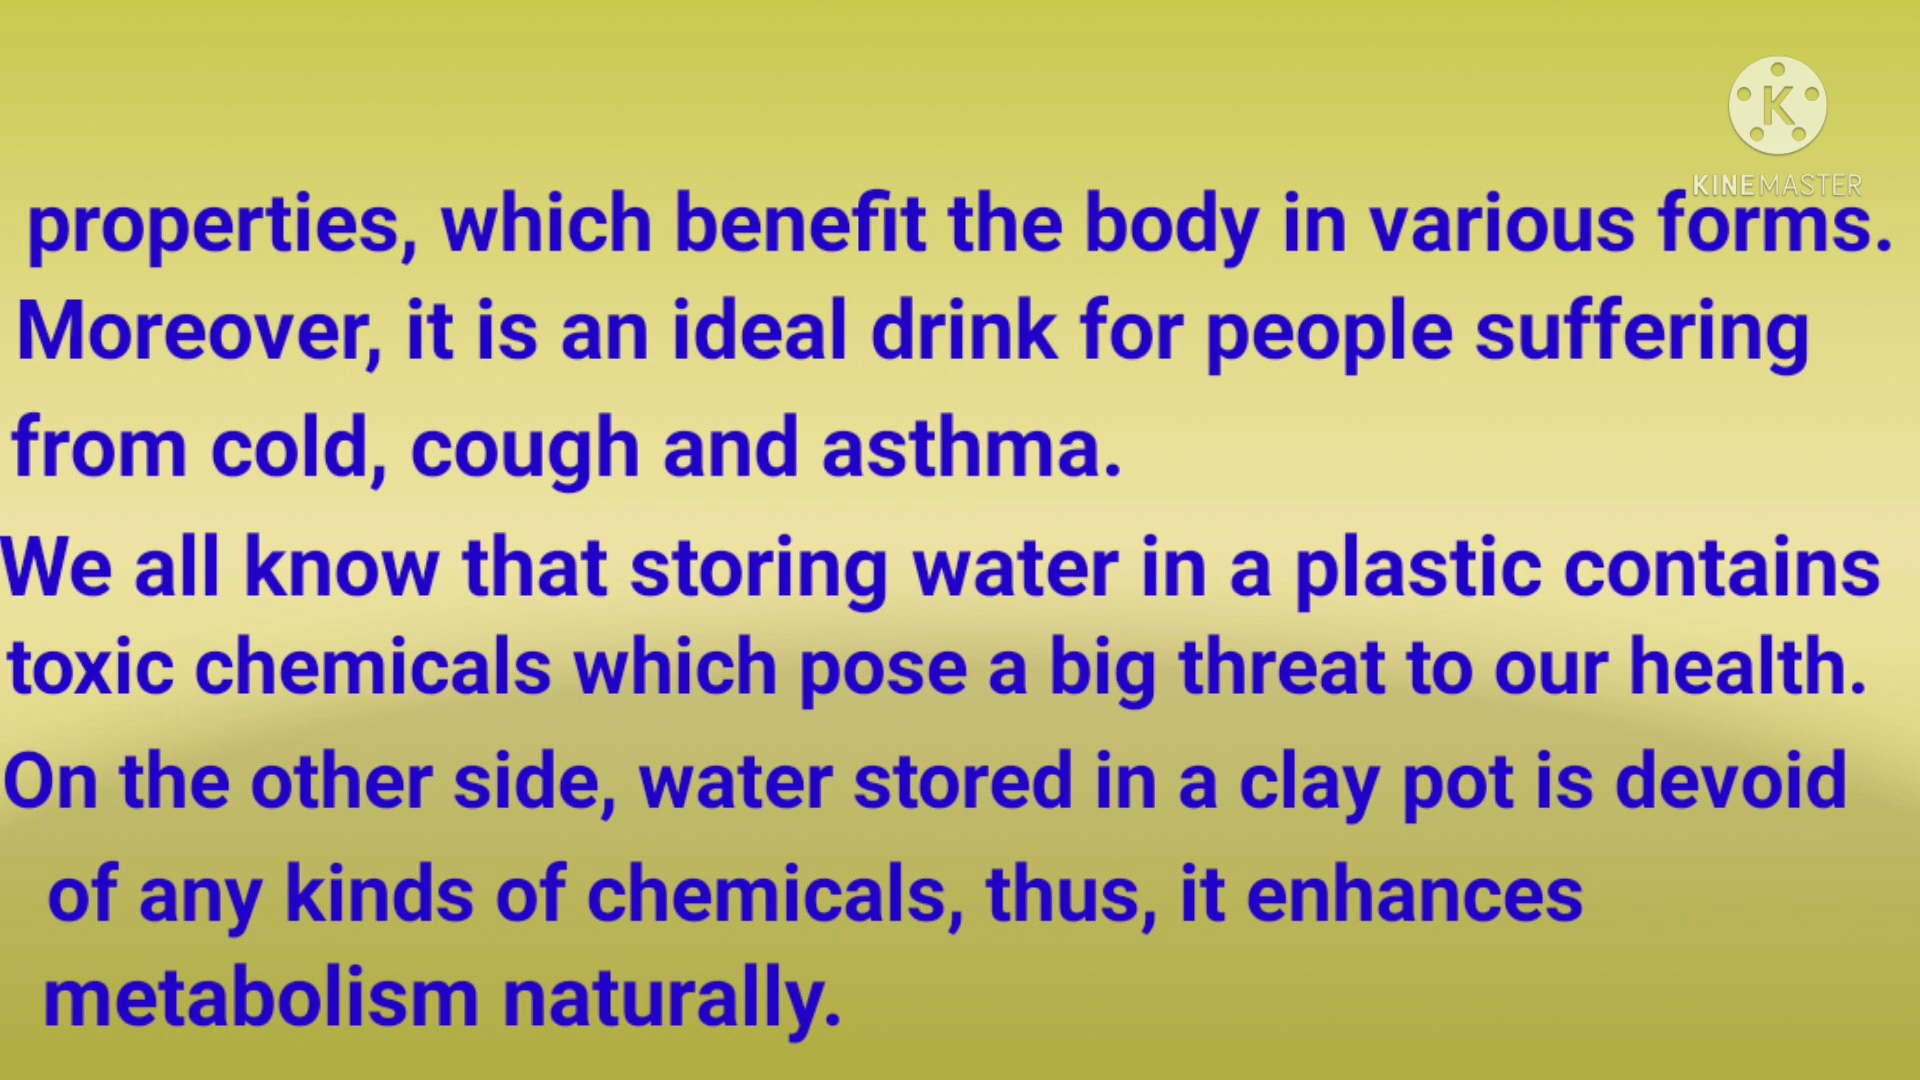 KINEMASTER
properties, which benefit the body in various forms.
Moreover, it is an ideal drink for people suffering
from cold, cough and asthma.
We all know that storing water in a plastic contains
toxic chemicals which pose a big threat to our health.
On the other side, water stored in a clay pot is devoid
of any kinds of chemicals, thus, it enhances
metabolism naturally.